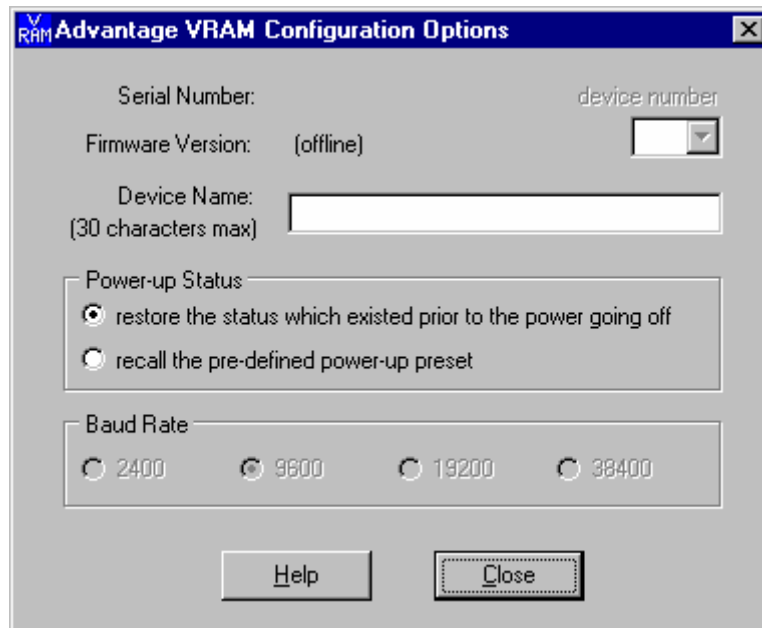 V
RAM Advantage VRAM Configuration Options
Serial Number:
device number
Firmware Version: (offline)
Device Name:
(30 characters max)
Power-up Status
restore the status which existed prior to the power going off
recall the pre-defined power-up preset
Baud Rate
2400 9600 19200 38400
Help Close